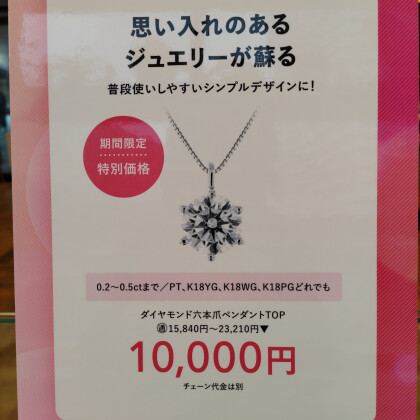 思い入れのある
ジュエリーが蘇る
普段使いしやすいシンプルデザインに!
期間限定
特別価格
0.2〜0.5ctまで／PT、K18YG、K18WG、K18PGどれでも
ダイヤモンド六本爪ペンダントTOP
通15,840円〜23,210円▼
10,000円
チェーン代金は別